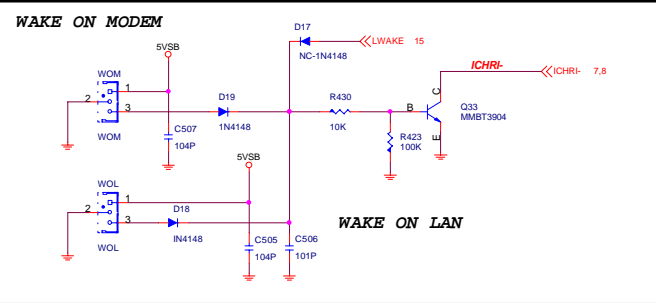 WAKE ON MODEM
D17
5VSB
LWAKE 15
NC-1N4148
WOM
ICHRI-
ICHRI- 7,8
1
2
3
D19
R430
B
C
E
Q33
MMBT3904
WOM
C507
1N4148
10K
R423
100K
104P
5VSB
WOL
1
2
3
D18
WAKE ON LAN
IN4148
C505
C506
WOL
104P
101P